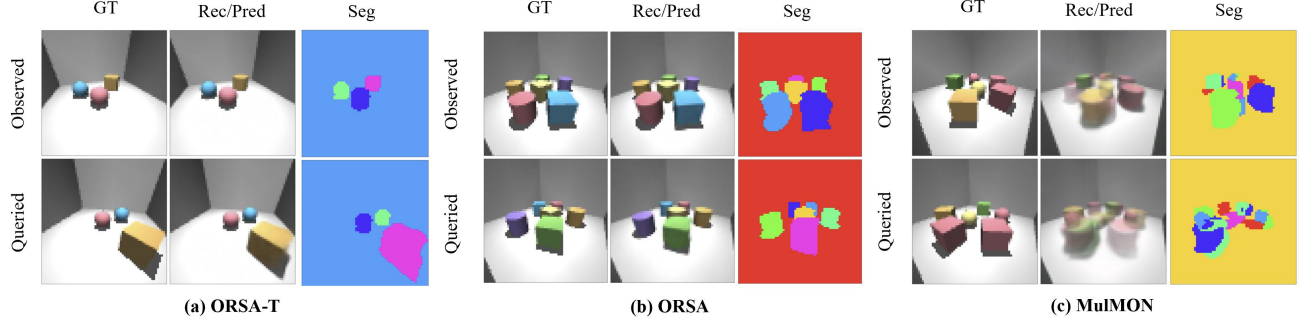 GT Rec/Pred Seg GT Rec/Pred Seg GT Rec/Pred Seg
Observed Observed Observed
Queried Queried Queried
(a) ORSA-T (b) ORSA (c) MulMON